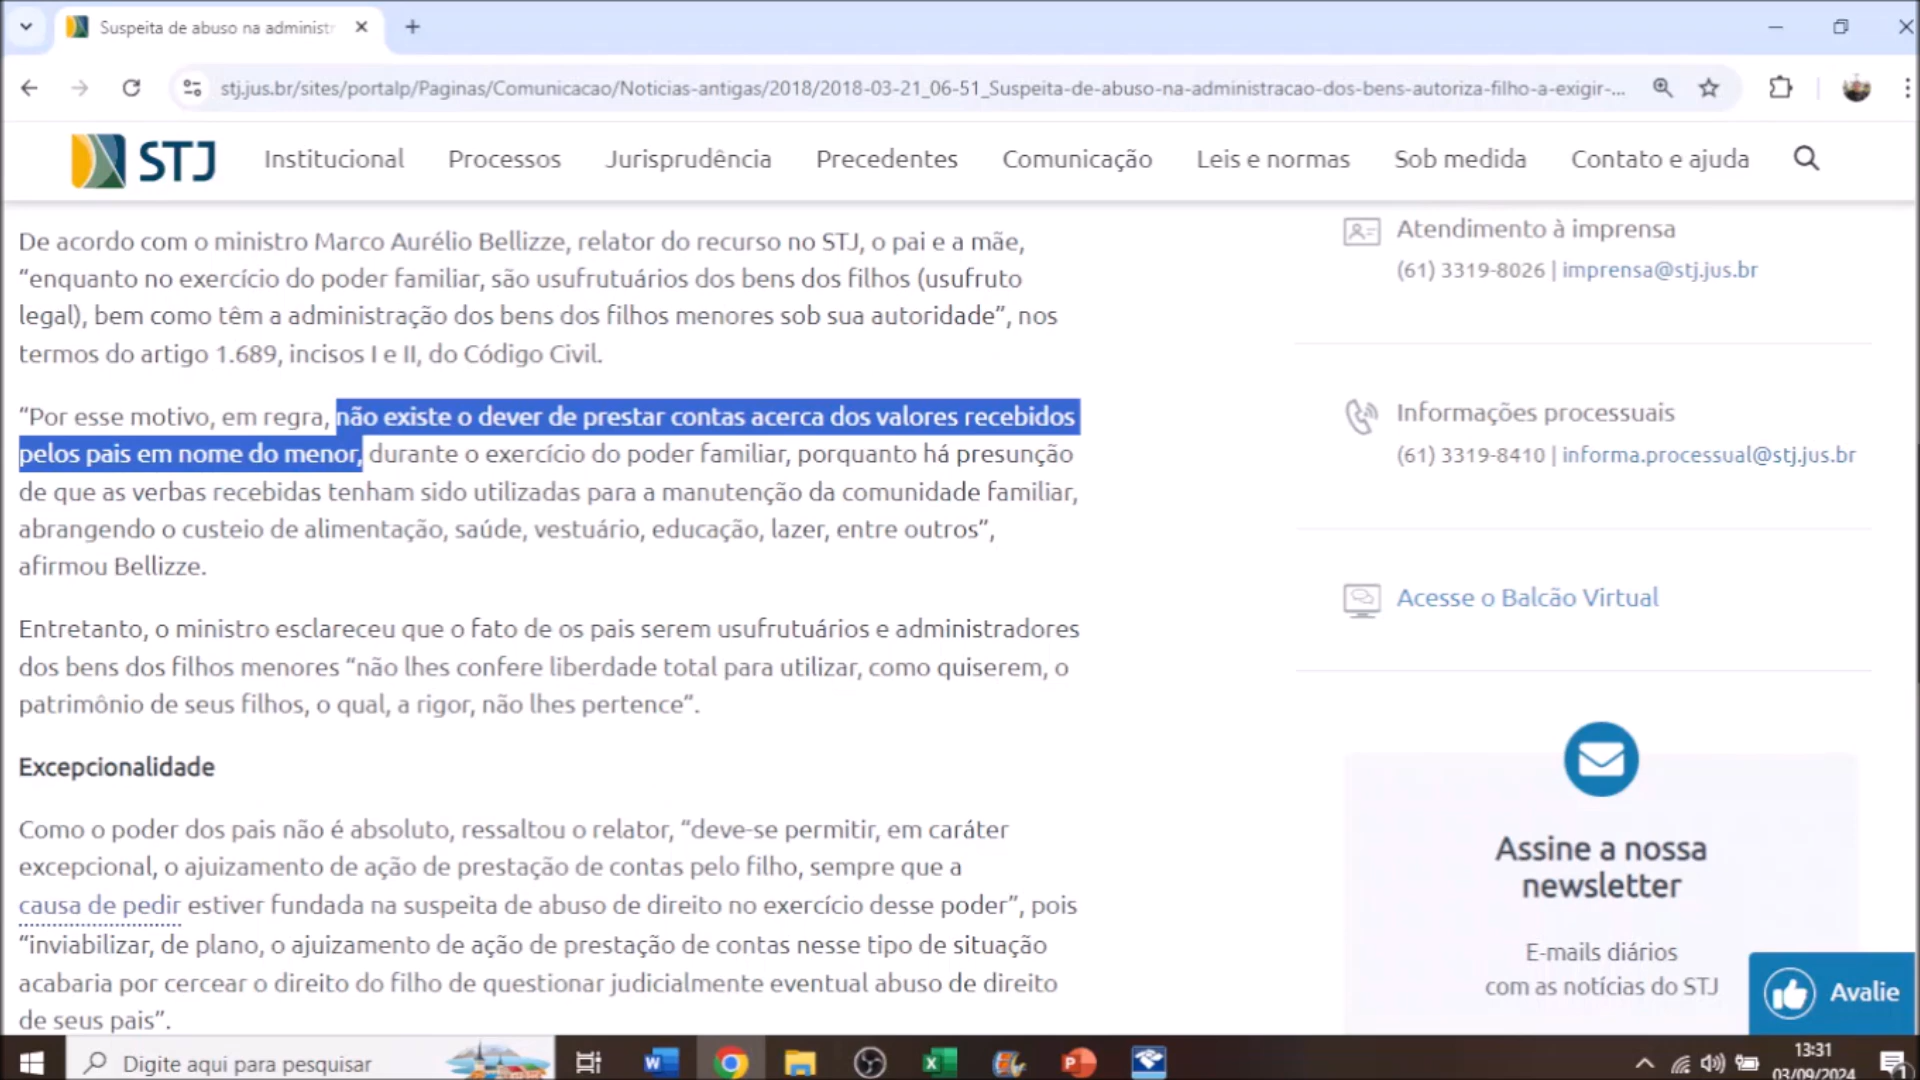 Suspeita de abuso na administr
stj.jus.br/sites/portalp/Paginas/Comunicacao/Noticias-antigas/2018/2018-03-21_06-51_Suspeita-de-abuso-na-administracao-dos-bens-autoriza-filho-a-exigir-...
STJ
Institucional Processos Jurisprudência Precedentes Comunicação Leis e normas Sob medida Contato e ajuda
De acordo com o ministro Marco Aurélio Bellizze, relator do recurso no STJ, o pai e a mãe,
“enquanto no exercício do poder familiar, são usufrutuários dos bens dos filhos (usufruto
legal), bem como têm a administração dos bens dos filhos menores sob sua autoridade”, nos
termos do artigo 1.689, incisos I e II, do Código Civil.
“Por esse motivo, em regra, não existe o dever de prestar contas acerca dos valores recebidos
pelos pais em nome do menor, durante o exercício do poder familiar, porquanto há presunção
de que as verbas recebidas tenham sido utilizadas para a manutenção da comunidade familiar,
abrangendo o custeio de alimentação, saúde, vestuário, educação, lazer, entre outros”,
afirmou Bellizze.
Entretanto, o ministro esclareceu que o fato de os pais serem usufrutuários e administradores
dos bens dos filhos menores “não lhes confere liberdade total para utilizar, como quiserem, o
patrimônio de seus filhos, o qual, a rigor, não lhes pertence”.
Excepcionalidade
Como o poder dos pais não é absoluto, ressaltou o relator, “deve-se permitir, em caráter
excepcional, o ajuizamento de ação de prestação de contas pelo filho, sempre que a
causa de pedir estiver fundada na suspeita de abuso de direito no exercício desse poder”, pois
“inviabilizar, de plano, o ajuizamento de ação de prestação de contas nesse tipo de situação
acabaria por cercear o direito do filho de questionar judicialmente eventual abuso de direito
de seus pais”.
Atendimento à imprensa
(61) 3319-8026 | imprensa@stj.jus.br
Informações processuais
(61) 3319-8410 | informa.processual@stj.jus.br
Acesse o Balcão Virtual
Assine a nossa
newsletter
E-mails diários
com as notícias do STJ
Avalie
Digite aqui para pesquisar
13:31
03/09/2024
1